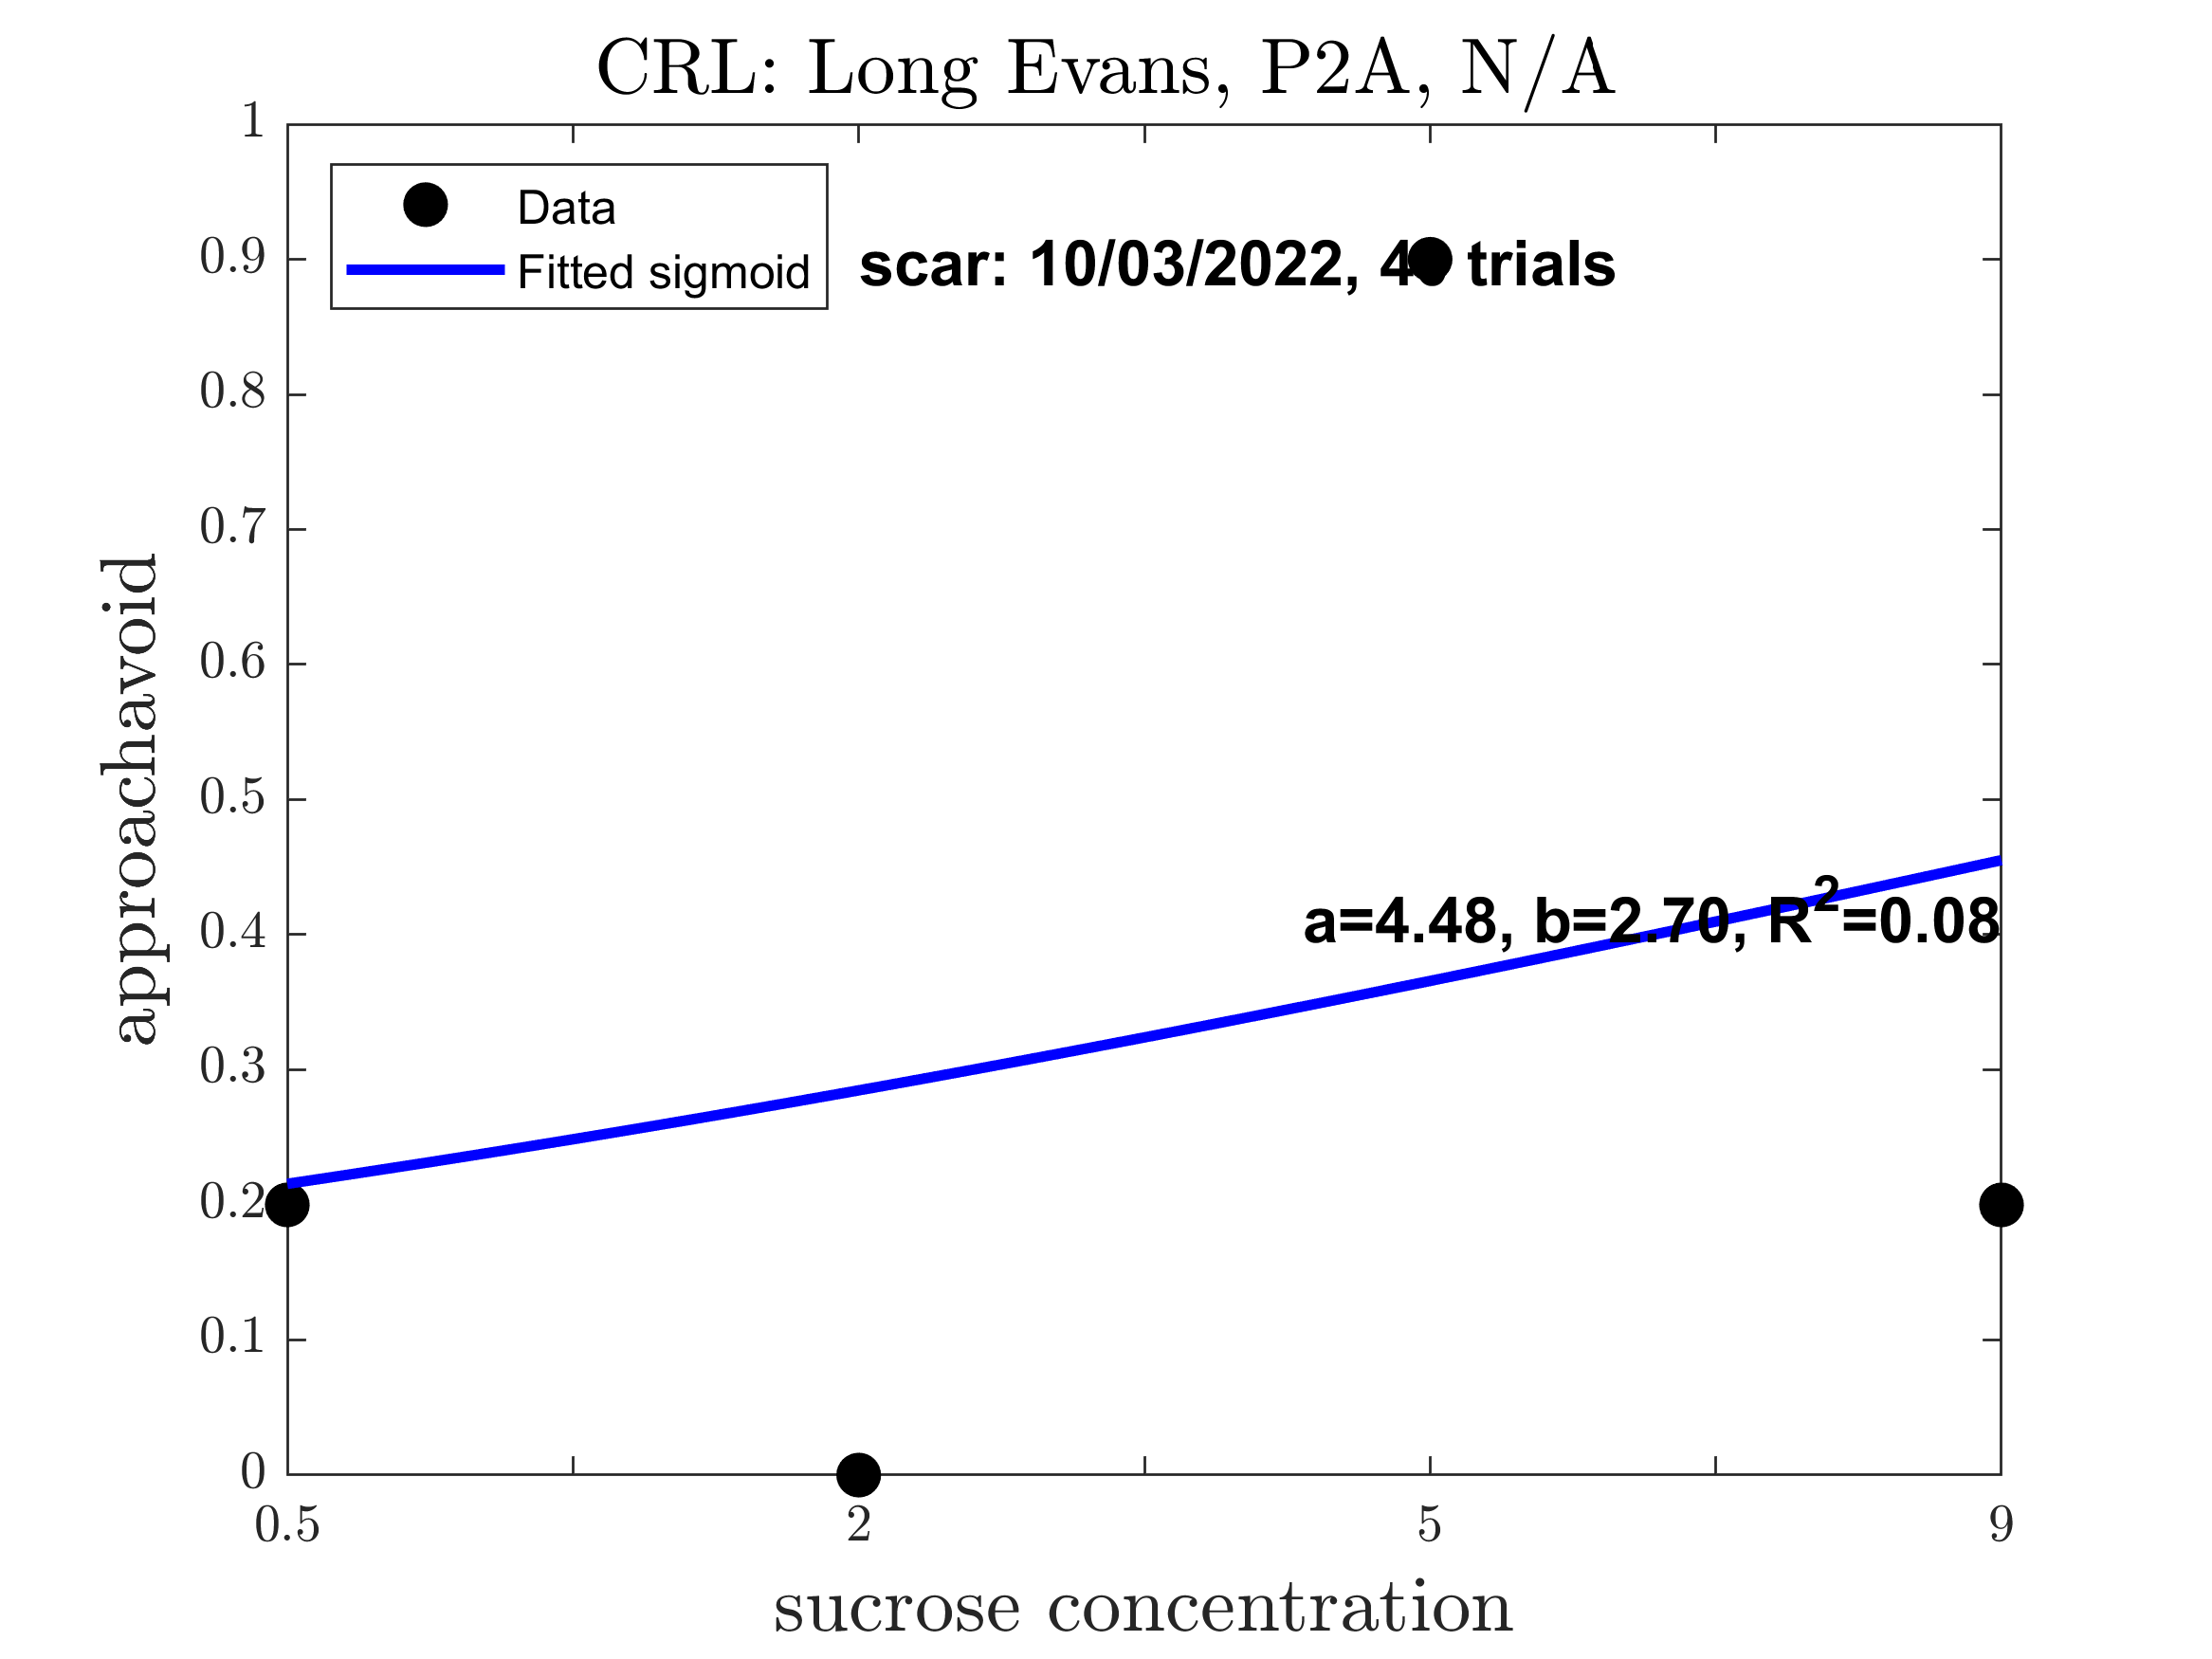 CRL: Long Evans, P2A, N/A
Data
Fitted sigmoid
scar: 10/03/2022, trials
a=4.48, b=2.70, R²=0.08
approachavoid
1
0.9
0.8
0.7
0.6
0.5
0.4
0.3
0.2
0.1
0
0.5 2 5 9
sucrose concentration